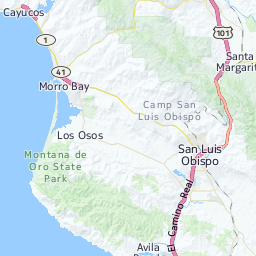 Cayucos
1
101
Santa
Margarit
41
Morro Bay
Camp San
Luis Obispo
Los Osos
San Luis
Obispo
Montana de
Oro State
Park
El Camino Real
Avila